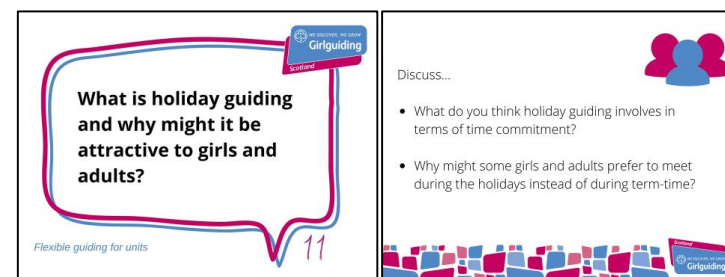 WE DISCOVER, WE GROW
Girlguiding
Scotland
What is holiday guiding
and why might it be
attractive to girls and
adults?
Flexible guiding for units
11
Discuss...
• What do you think holiday guiding involves in
terms of time commitment?
• Why might some girls and adults prefer to meet
during the holidays instead of during term-time?
Scotland
WE DISCOVER, WE GROW
Girlguiding